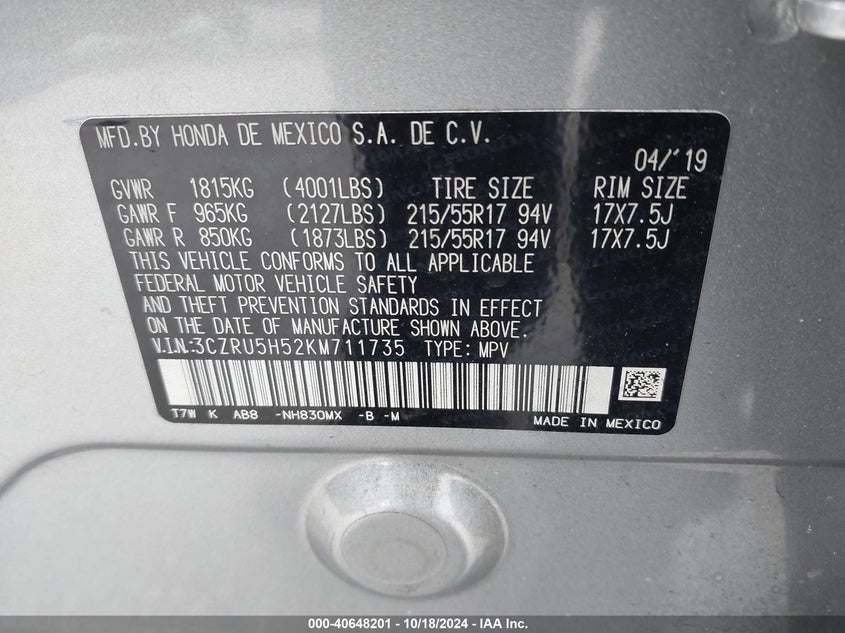 MFD.BY HONDA DE MEXICO S.A. DE C.V.
04/'19
GVWR 1815KG (4001LBS) TIRE SIZE RIM SIZE
GAWR F 965KG (2127LBS) 215/55R17 94V 17X7.5J
GAWR R 850KG (1873LBS) 215/55R17 94V 17X7.5J
THIS VEHICLE CONFORMS TO ALL APPLICABLE
FEDERAL MOTOR VEHICLE SAFETY
AND THEFT PREVENTION STANDARDS IN EFFECT
ON THE DATE OF MANUFACTURE SHOWN ABOVE.
V.I.N.:3CZRU5H52KM711735 TYPE: MPV
T7W K AB8 -NH830MX -B -M MADE IN MEXICO
000-40648201 - 10/18/2024 - IAA Inc.